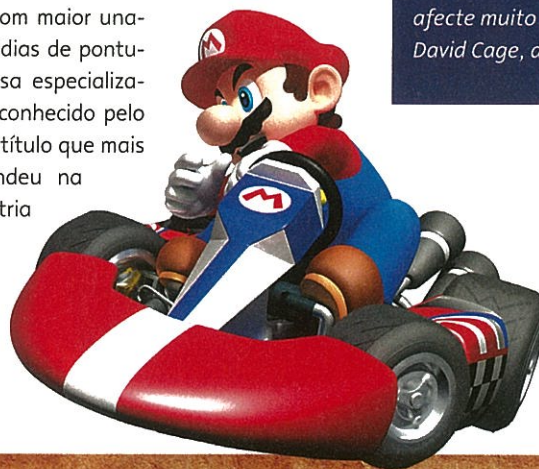 om maior una-
dias de pontu-
sa especializa-
conhecido pelo
título que mais
ndeu na
tria
afecte muito
David Cage, a
M
M